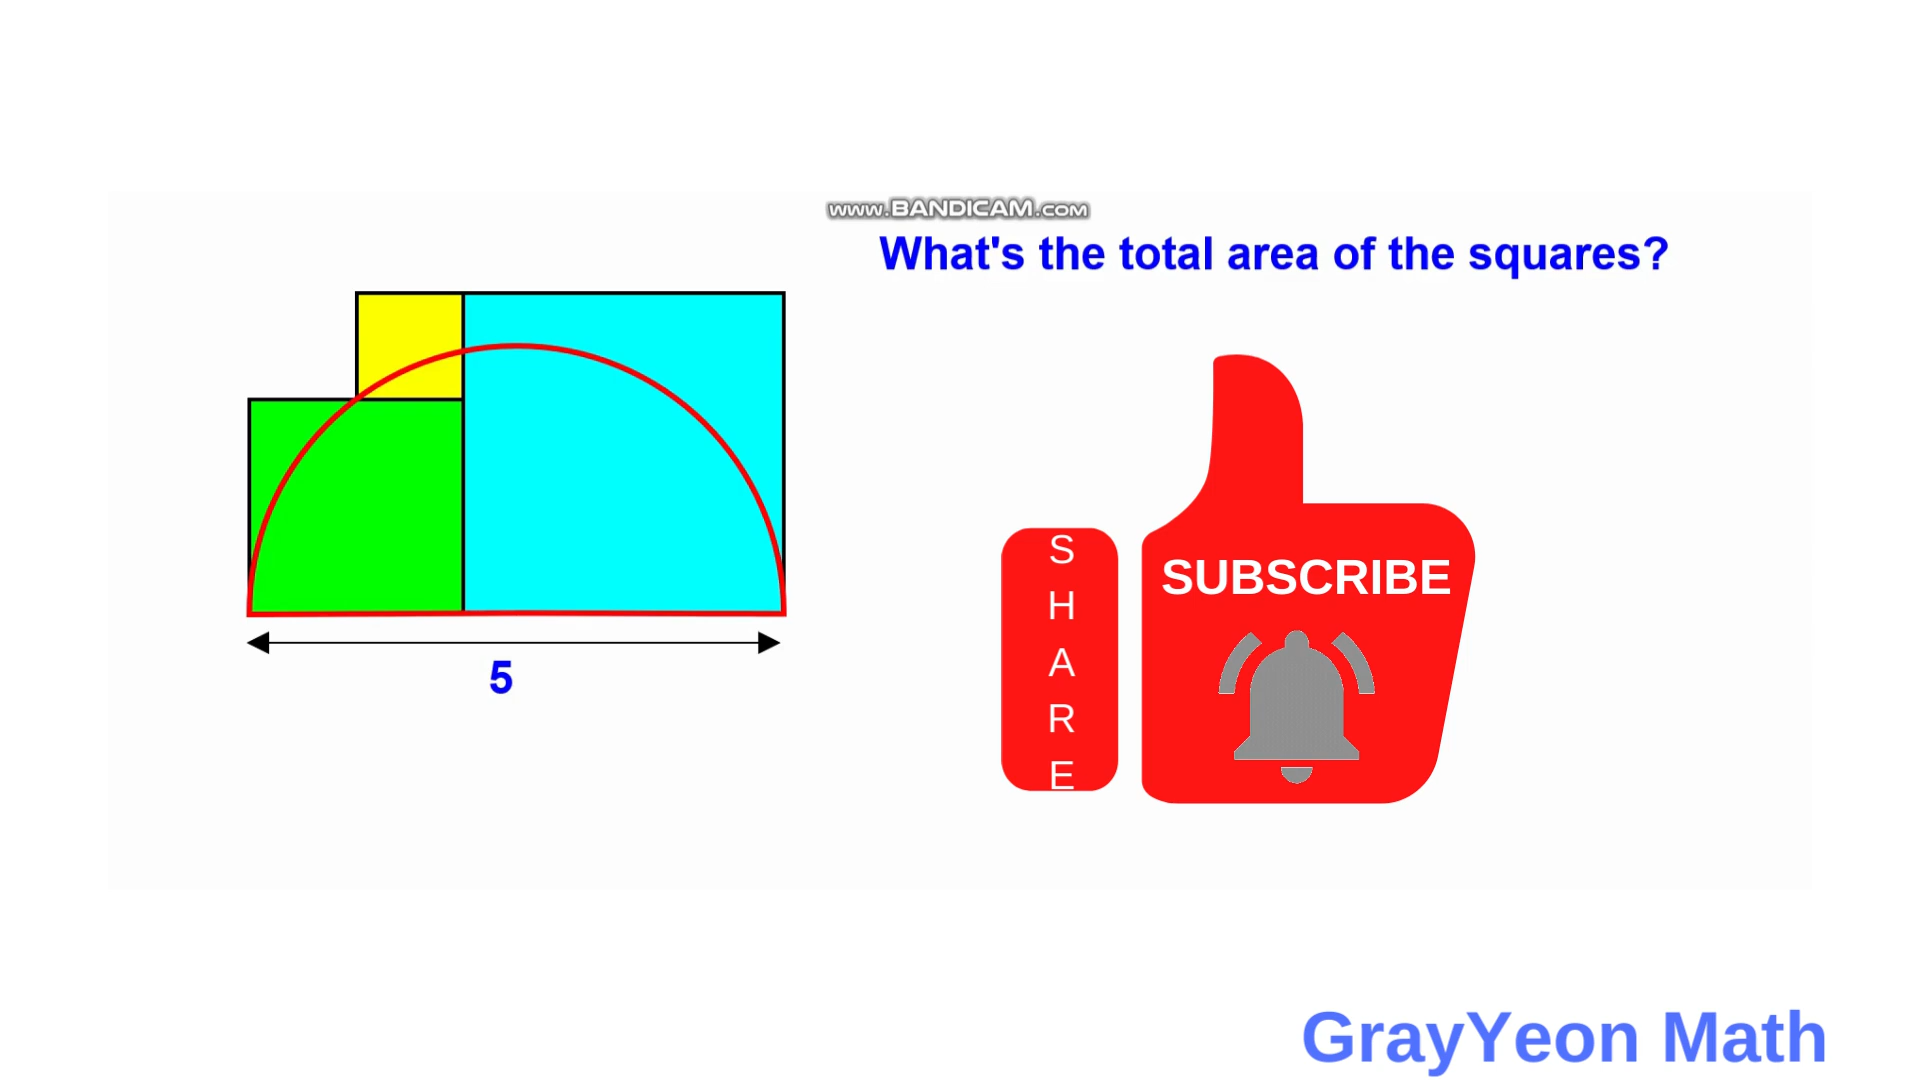 www.BANDICAM.com
What's the total area of the squares?
5
S
H
A
R
E
SUBSCRIBE
GrayYeon Math